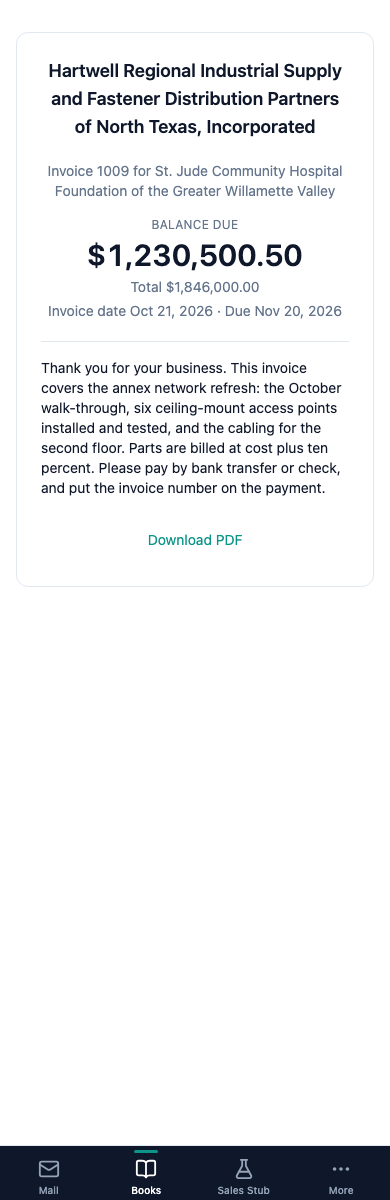 Hartwell Regional Industrial Supply
and Fastener Distribution Partners
of North Texas, Incorporated
Invoice 1009 for St. Jude Community Hospital
Foundation of the Greater Willamette Valley
BALANCE DUE
$1,230,500.50
Total $1,846,000.00
Invoice date Oct 21, 2026 · Due Nov 20, 2026
Thank you for your business. This invoice
covers the annex network refresh: the October
walk-through, six ceiling-mount access points
installed and tested, and the cabling for the
second floor. Parts are billed at cost plus ten
percent. Please pay by bank transfer or check,
and put the invoice number on the payment.
Download PDF
Mail
Books
Sales Stub
More